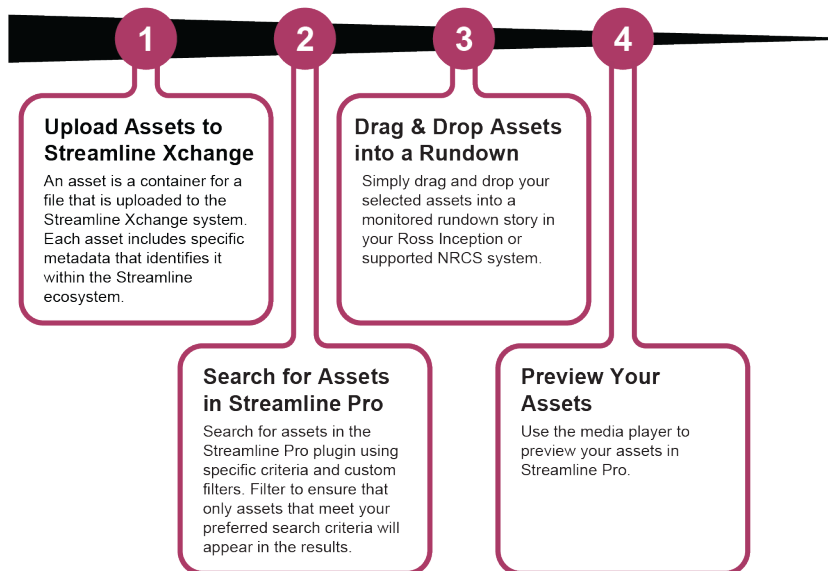 1
2
3
4
Upload Assets to
Streamline Xchange
An asset is a container for a
file that is uploaded to the
Streamline Xchange system.
Each asset includes specific
metadata that identifies it
within the Streamline
ecosystem.
Search for Assets
in Streamline Pro
Search for assets in the
Streamline Pro plugin using
specific criteria and custom
filters. Filter to ensure that
only assets that meet your
preferred search criteria will
appear in the results.
Drag & Drop Assets
into a Rundown
Simply drag and drop your
selected assets into a
monitored rundown story in
your Ross Inception or
supported NRCS system.
Preview Your
Assets
Use the media player to
preview your assets in
Streamline Pro.